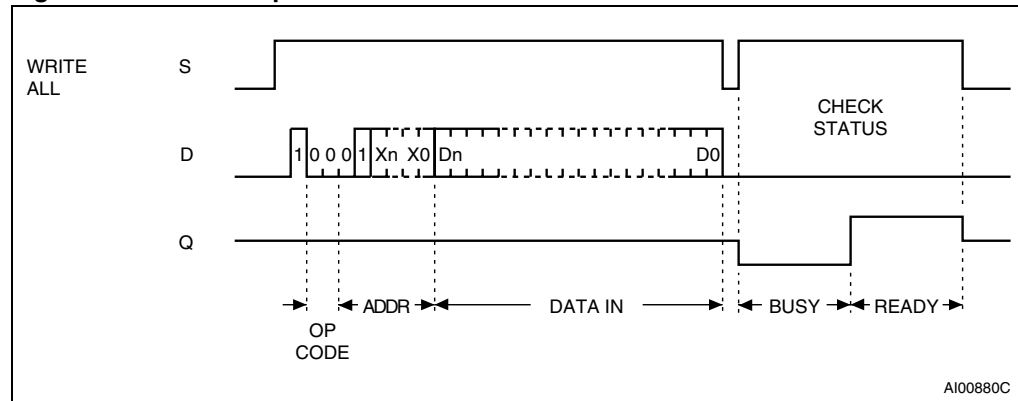 WRITE
ALL
S
CHECK
STATUS
D
1 0 0 0 1 Xn X0 Dn D0
Q
ADDR DATA IN BUSY READY
OP
CODE
AI00880C